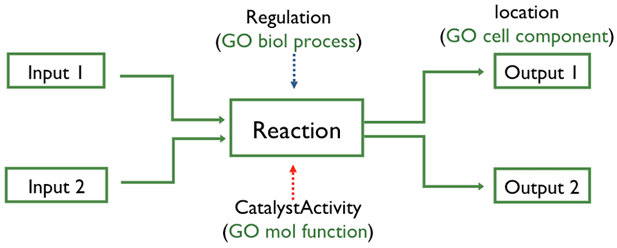 Regulation
(GO biol process)
location
(GO cell component)
Input 1
Output 1
Reaction
Input 2
Output 2
CatalystActivity
(GO mol function)